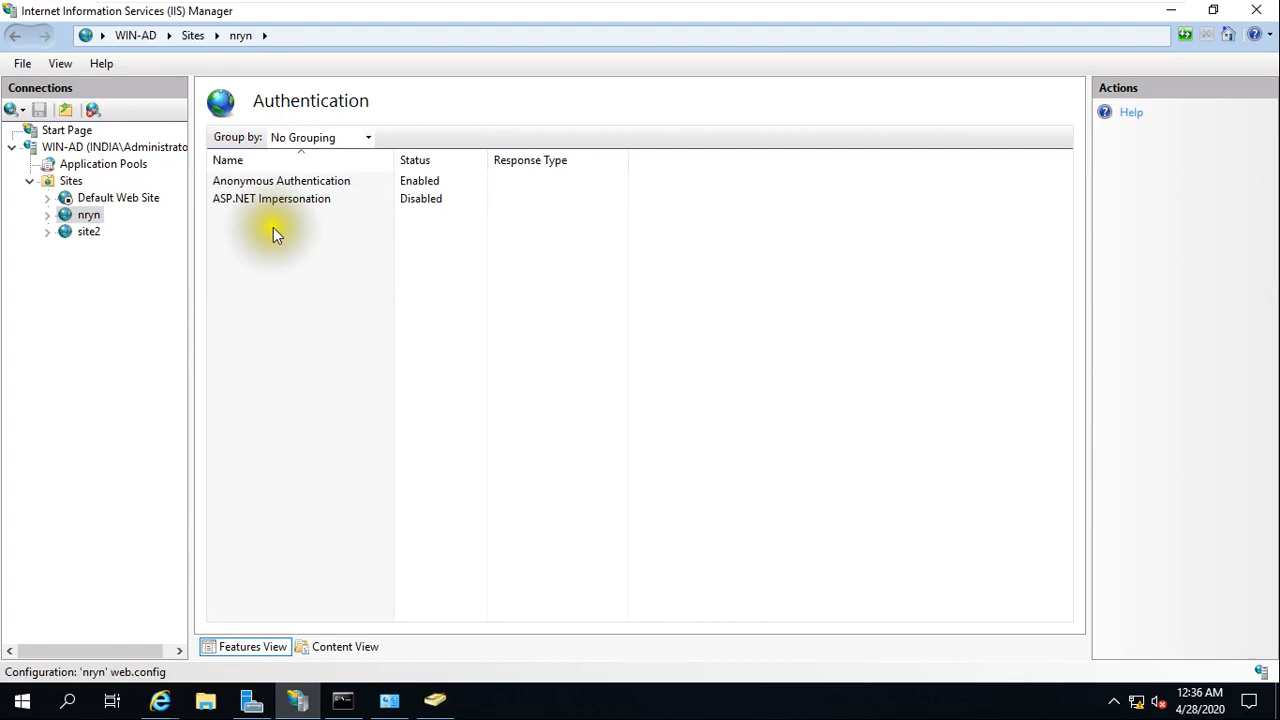 Internet Information Services (IIS) Manager
WIN-AD
Sites
nryn
File
View
Help
Connections
Start Page
WIN-AD (INDIA\Administrato
Application Pools
Sites
Default Web Site
nryn
site2
Authentication
Group by: No Grouping
Name Status Response Type
Anonymous Authentication Enabled
ASP.NET Impersonation Disabled
Features View
Content View
Actions
Help
Configuration: 'nryn' web.config
12:36 AM
4/28/2020